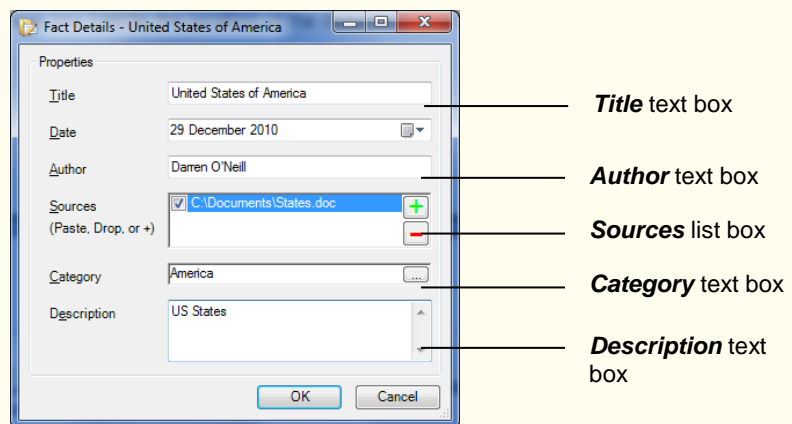 Fact Details - United States of America
Properties
Title
United States of America
Title text box
Date
29 December 2010
Author
Darren O'Neill
Author text box
Sources
C:\Documents\States.doc
(Paste, Drop, or +)
Sources list box
Category
America
...
Category text box
Description
US States
Description text
box
OK
Cancel